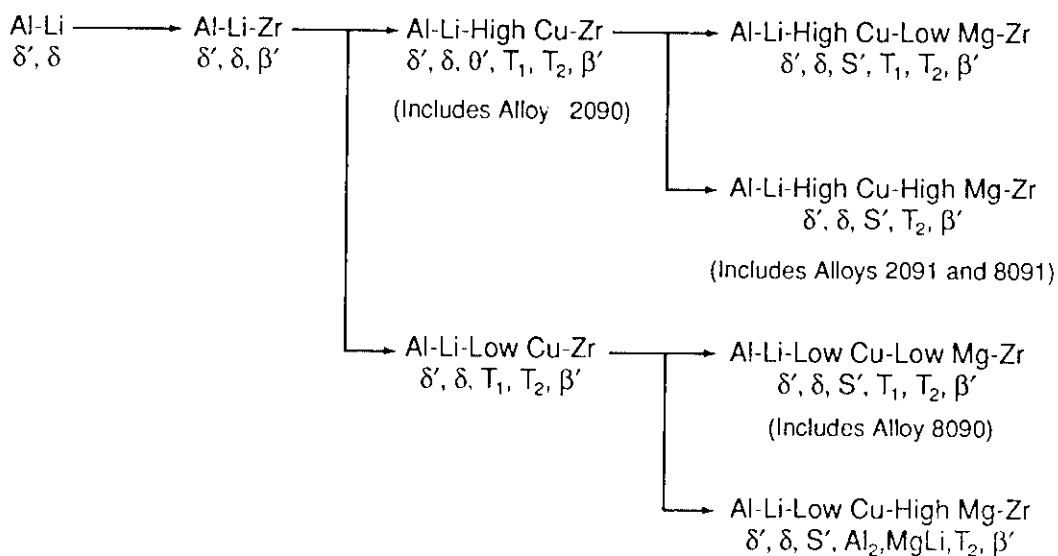 Al-Li
δ′, δ
Al-Li-Zr
δ′, δ, β′
Al-Li-High Cu-Zr
δ′, δ, θ′, T₁, T₂, β′
(Includes Alloy 2090)
Al-Li-High Cu-Low Mg-Zr
δ′, δ, S′, T₁, T₂, β′
Al-Li-High Cu-High Mg-Zr
δ′, δ, S′, T₂, β′
(Includes Alloys 2091 and 8091)
Al-Li-Low Cu-Zr
δ′, δ, T₁, T₂, β′
Al-Li-Low Cu-Low Mg-Zr
δ′, δ, S′, T₁, T₂, β′
(Includes Alloy 8090)
Al-Li-Low Cu-High Mg-Zr
δ′, δ, S′, Al₂,MgLi,T₂, β′